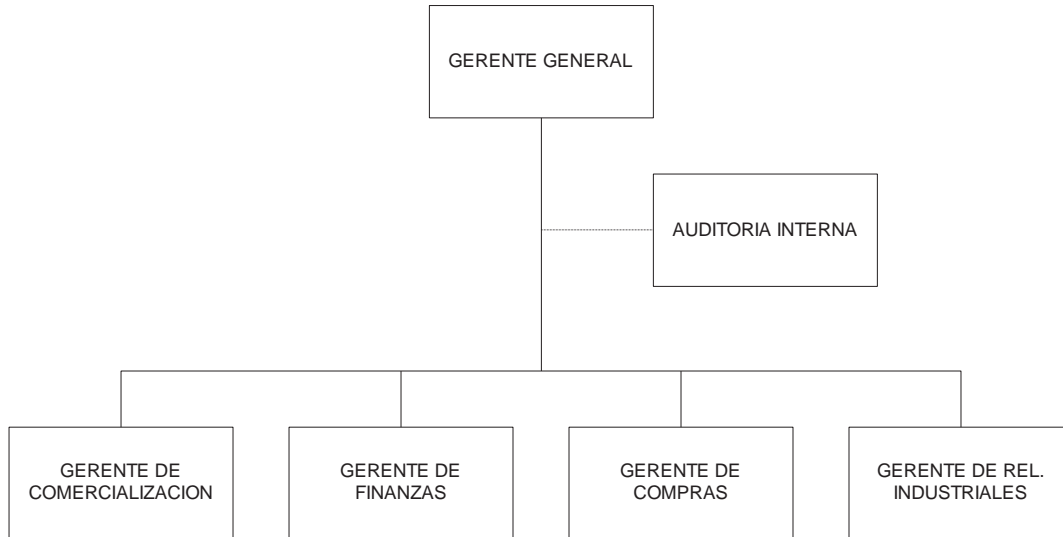 GERENTE GENERAL
AUDITORIA INTERNA
GERENTE DE
COMERCIALIZACION
GERENTE DE
FINANZAS
GERENTE DE
COMPRAS
GERENTE DE REL.
INDUSTRIALES